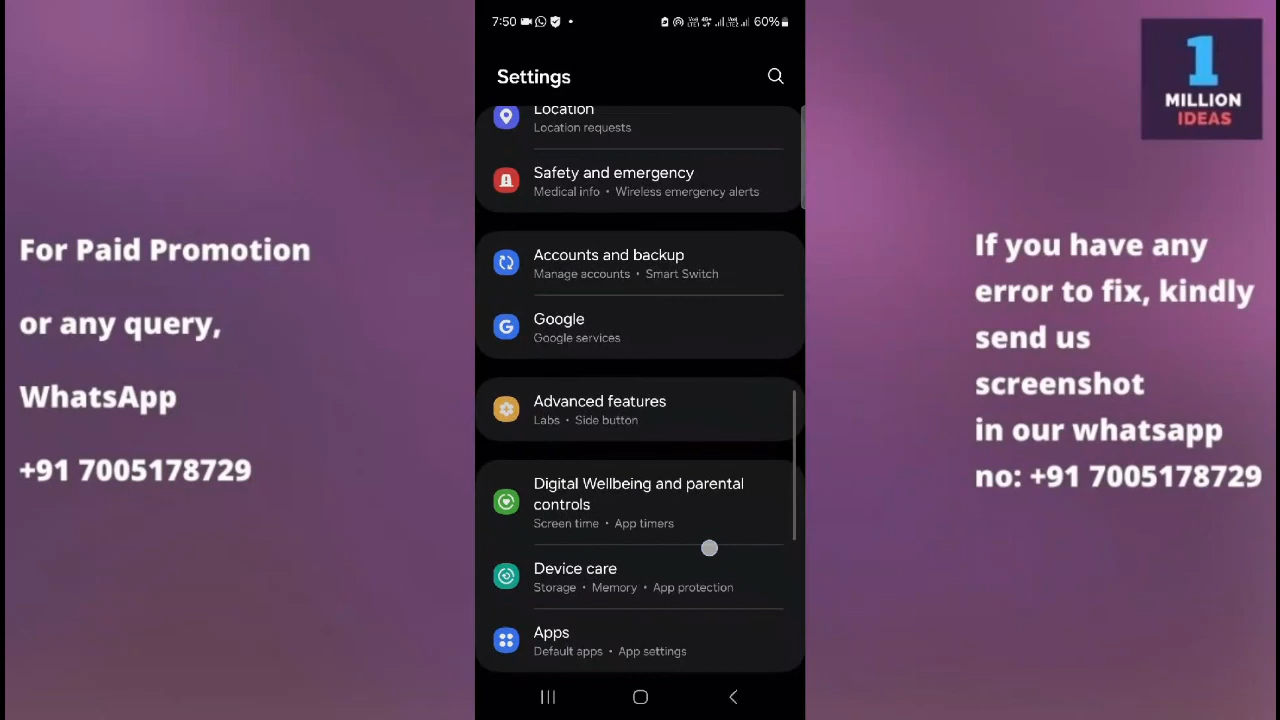 For Paid Promotion
or any query,
WhatsApp
+91 7005178729
7:50
60%
Settings
Location
Location requests
Safety and emergency
Medical info • Wireless emergency alerts
Accounts and backup
Manage accounts • Smart Switch
Google
Google services
Advanced features
Labs • Side button
Digital Wellbeing and parental
controls
Screen time • App timers
Device care
Storage • Memory • App protection
Apps
Default apps • App settings
1
MILLION
IDEAS
If you have any
error to fix, kindly
send us
screenshot
in our whatsapp
no: +91 7005178729